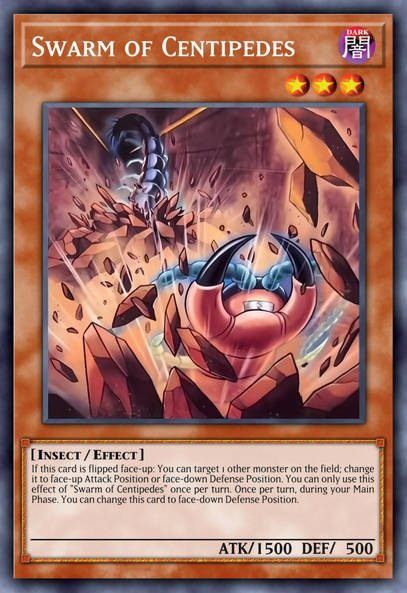 Swarm of Centipedes
DARK
闇
[Insect / Effect]
If this card is flipped face-up: You can target 1 other monster on the field; change
it to face-up Attack Position or face-down Defense Position. You can only use this
effect of "Swarm of Centipedes" once per turn. Once per turn, during your Main
Phase. You can change this card to face-down Defense Position.
ATK/1500 DEF/ 500